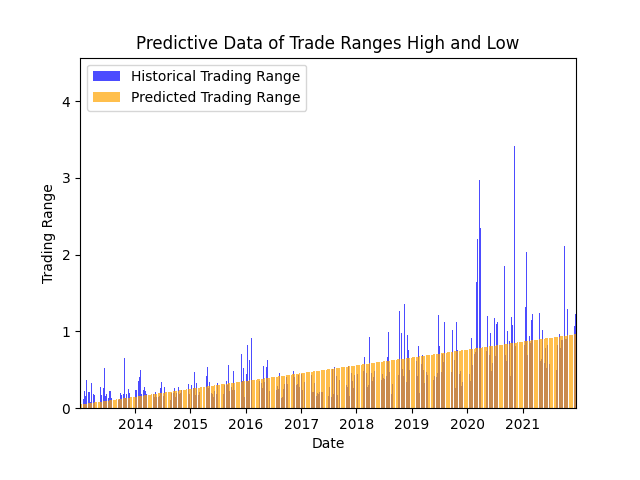 Predictive Data of Trade Ranges High and Low
Historical Trading Range
Predicted Trading Range
Trading Range
4
3
2
1
0
2014 2015 2016 2017 2018 2019 2020 2021
Date